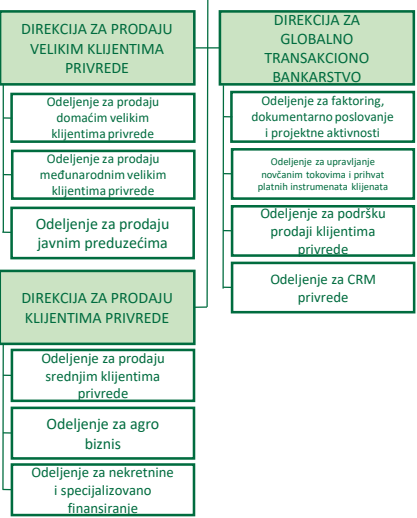 DIREKCIJA ZA PRODAJU
VELIKIM KLIJENTIMA
PRIVREDE
Odeljenje za prodaju
domaćim velikim
klijentima privrede
Odeljenje za prodaju
međunarodnim velikim
klijentima privrede
Odeljenje za prodaju
javnim preduzećima
DIREKCIJA ZA PRODAJU
KLIJENTIMA PRIVREDE
Odeljenje za prodaju
srednjim klijentima
privrede
Odeljenje za agro
biznis
Odeljenje za nekretnine
i specijalizovano
finansiranje
DIREKCIJA ZA
GLOBALNO
TRANSAKCIONO
BANKARSTVO
Odeljenje za faktoring,
dokumentarno poslovanje
i projektne aktivnosti
Odeljenje za upravljanje
novčanim tokovima i prihvat
platnih instrumenata klijenata
Odeljenje za podršku
prodaji klijentima
privrede
Odeljenje za CRM
privrede